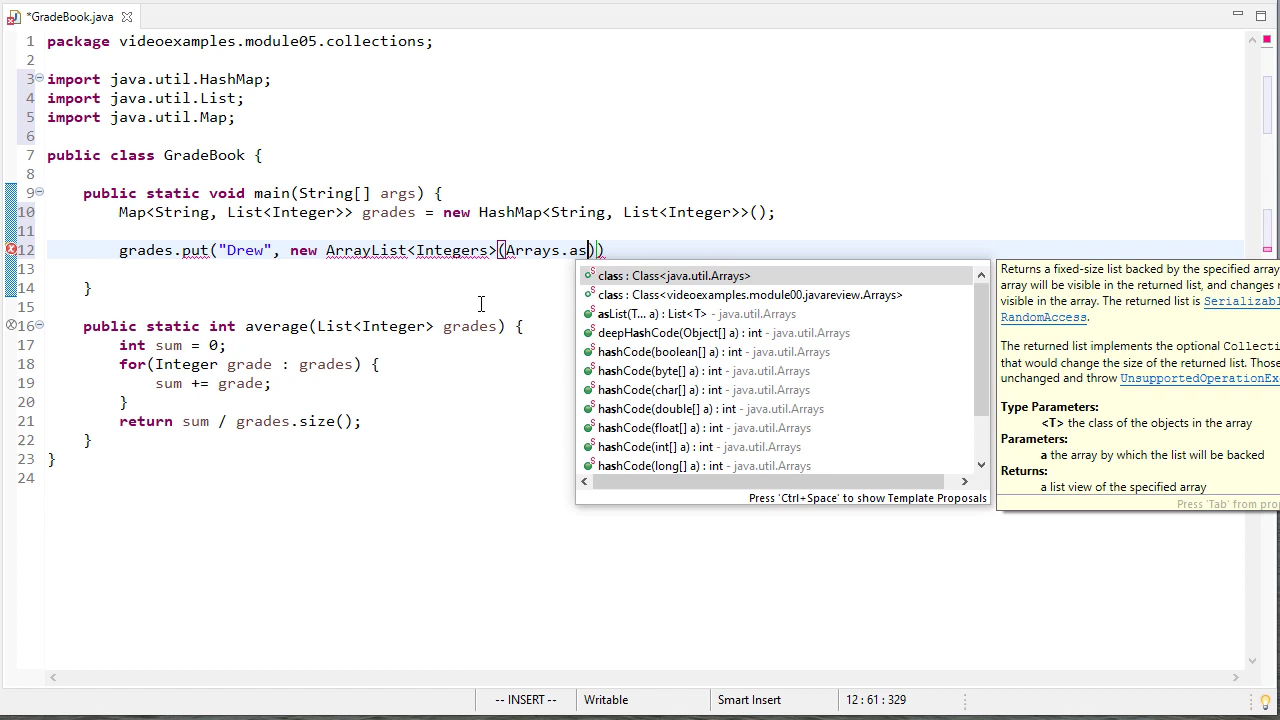 *GradeBook.java
1 package videoexamples.module05.collections;
2
3 import java.util.HashMap;
4 import java.util.List;
5 import java.util.Map;
6
7 public class GradeBook {
8
9 public static void main(String[] args) {
10 Map<String, List<Integer>> grades = new HashMap<String, List<Integer>>();
11
12 grades.put("Drew", new ArrayList<Integers>(Arrays.as))
13
14 }
15
16 public static int average(List<Integer> grades) {
17 int sum = 0;
18 for(Integer grade : grades) {
19 sum += grade;
20 }
21 return sum / grades.size();
22 }
23 }
24
class : Class<java.util.Arrays>
class : Class<videoexamples.module00.javareview.Arrays>
asList(T... a) : List<T> - java.util.Arrays
deepHashCode(Object[] a) : int - java.util.Arrays
hashCode(boolean[] a) : int - java.util.Arrays
hashCode(byte[] a) : int - java.util.Arrays
hashCode(char[] a) : int - java.util.Arrays
hashCode(double[] a) : int - java.util.Arrays
hashCode(float[] a) : int - java.util.Arrays
hashCode(int[] a) : int - java.util.Arrays
hashCode(long[] a) : int - java.util.Arrays
Press 'Ctrl+Space' to show Template Proposals
Returns a fixed-size list backed by the specified array
array will be visible in the returned list, and changes
visible in the array. The returned list is Serializabl
RandomAccess.
The returned list implements the optional Collectio
that would change the size of the returned list. Those
unchanged and throw UnsupportedOperationEx
Type Parameters:
<T> the class of the objects in the array
Parameters:
a the array by which the list will be backed
Returns:
a list view of the specified array
Press 'Tab' from pro
-- INSERT -- Writable Smart Insert 12 : 61 : 329